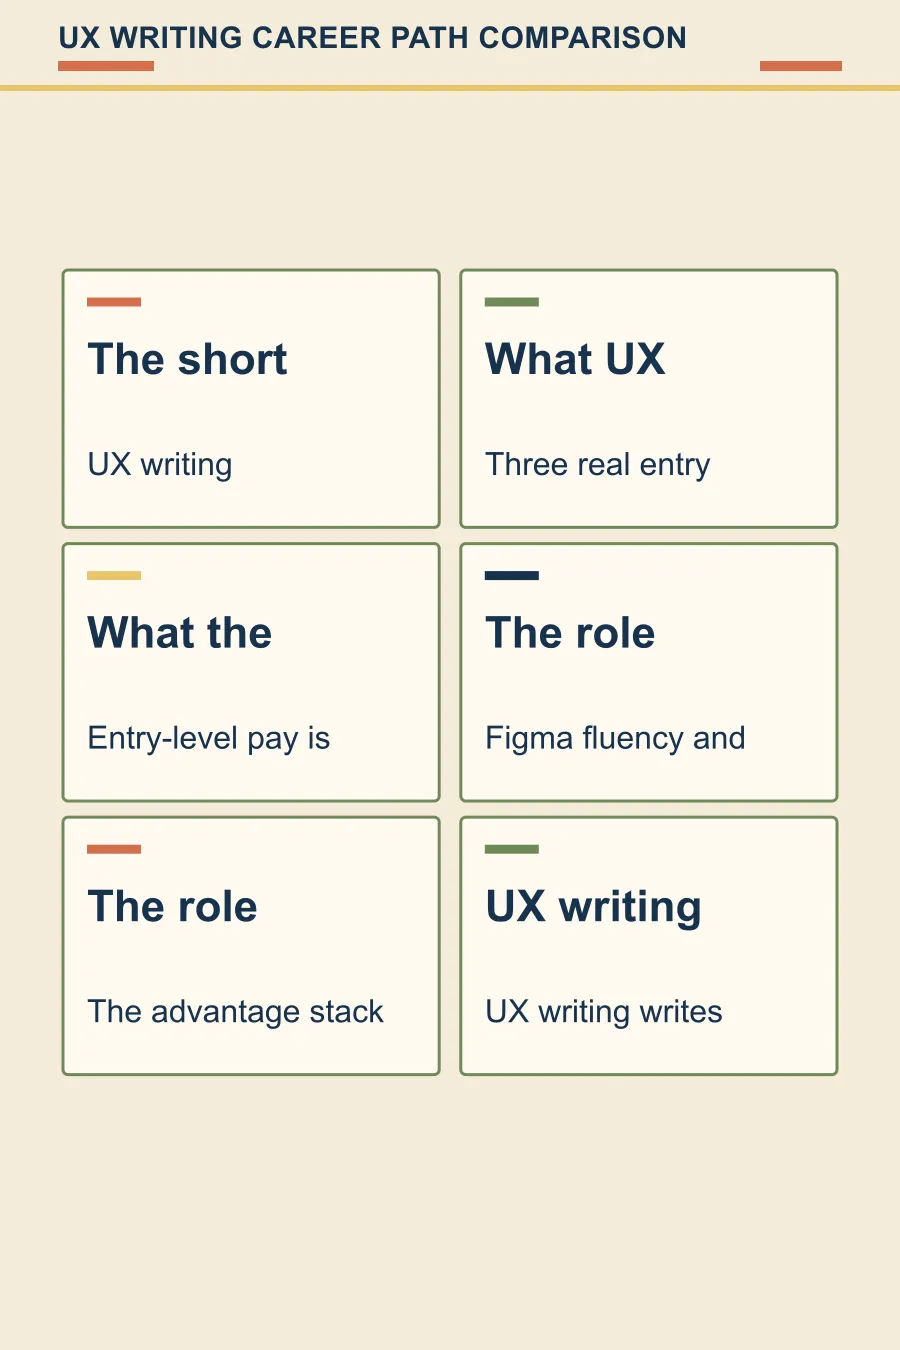 UX WRITING CAREER PATH COMPARISON
The short
UX writing
What UX
Three real entry
What the
Entry-level pay is
The role
Figma fluency and
The role
The advantage stack
UX writing
UX writing writes